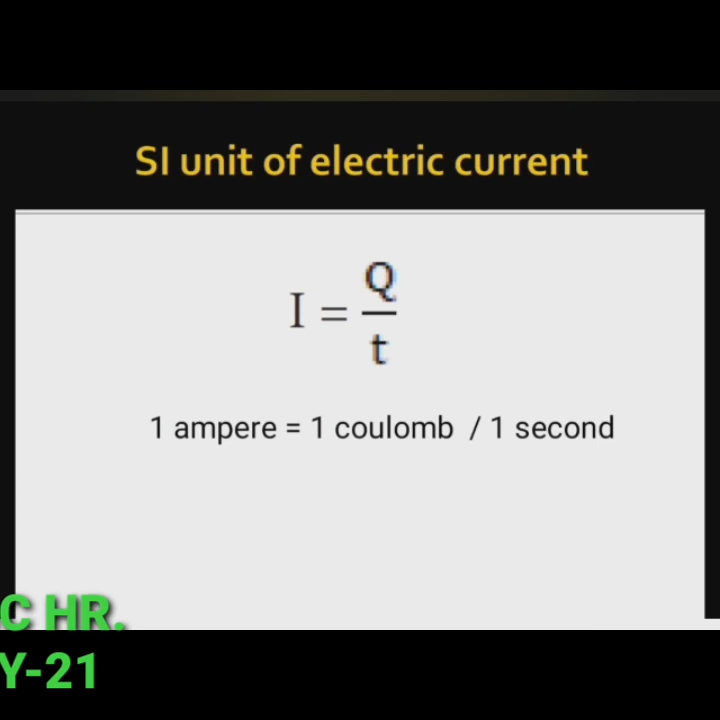 SI unit of electric current
I = Q
t
1 ampere = 1 coulomb / 1 second
C HR.
Y-21